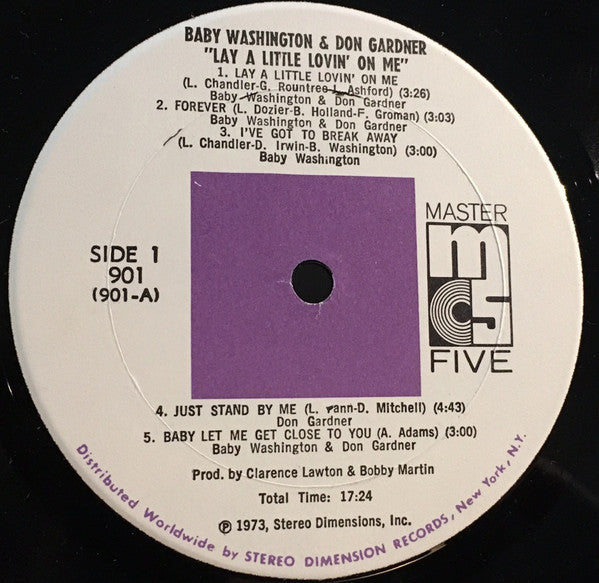 BABY WASHINGTON & DON GARDNER
"LAY A LITTLE LOVIN' ON ME"
1. LAY A LITTLE LOVIN' ON ME
(L. Chandler-G. Rountree-L. Ashford) (3:26)
Baby Washington & Don Gardner
2. FOREVER (L. Dozier-B. Holland-F. Groman) (3:03)
Baby Washington & Don Gardner
3. I'VE GOT TO BREAK AWAY
(L. Chandler-D. Irwin-B. Washington) (3:00)
Baby Washington
SIDE 1
901
(901-A)
MASTER
m5
FIVE
4. JUST STAND BY ME (L. ann-D. Mitchell) (4:43)
Don Gardner
5. BABY LET ME GET CLOSE TO YOU (A. Adams) (3:00)
Baby Washington & Don Gardner
Prod. by Clarence Lawton & Bobby Martin
Total Time: 17:24
℗ 1973, Stereo Dimensions, Inc.
Distributed Worldwide by STEREO DIMENSION RECORDS, New York, N.Y.